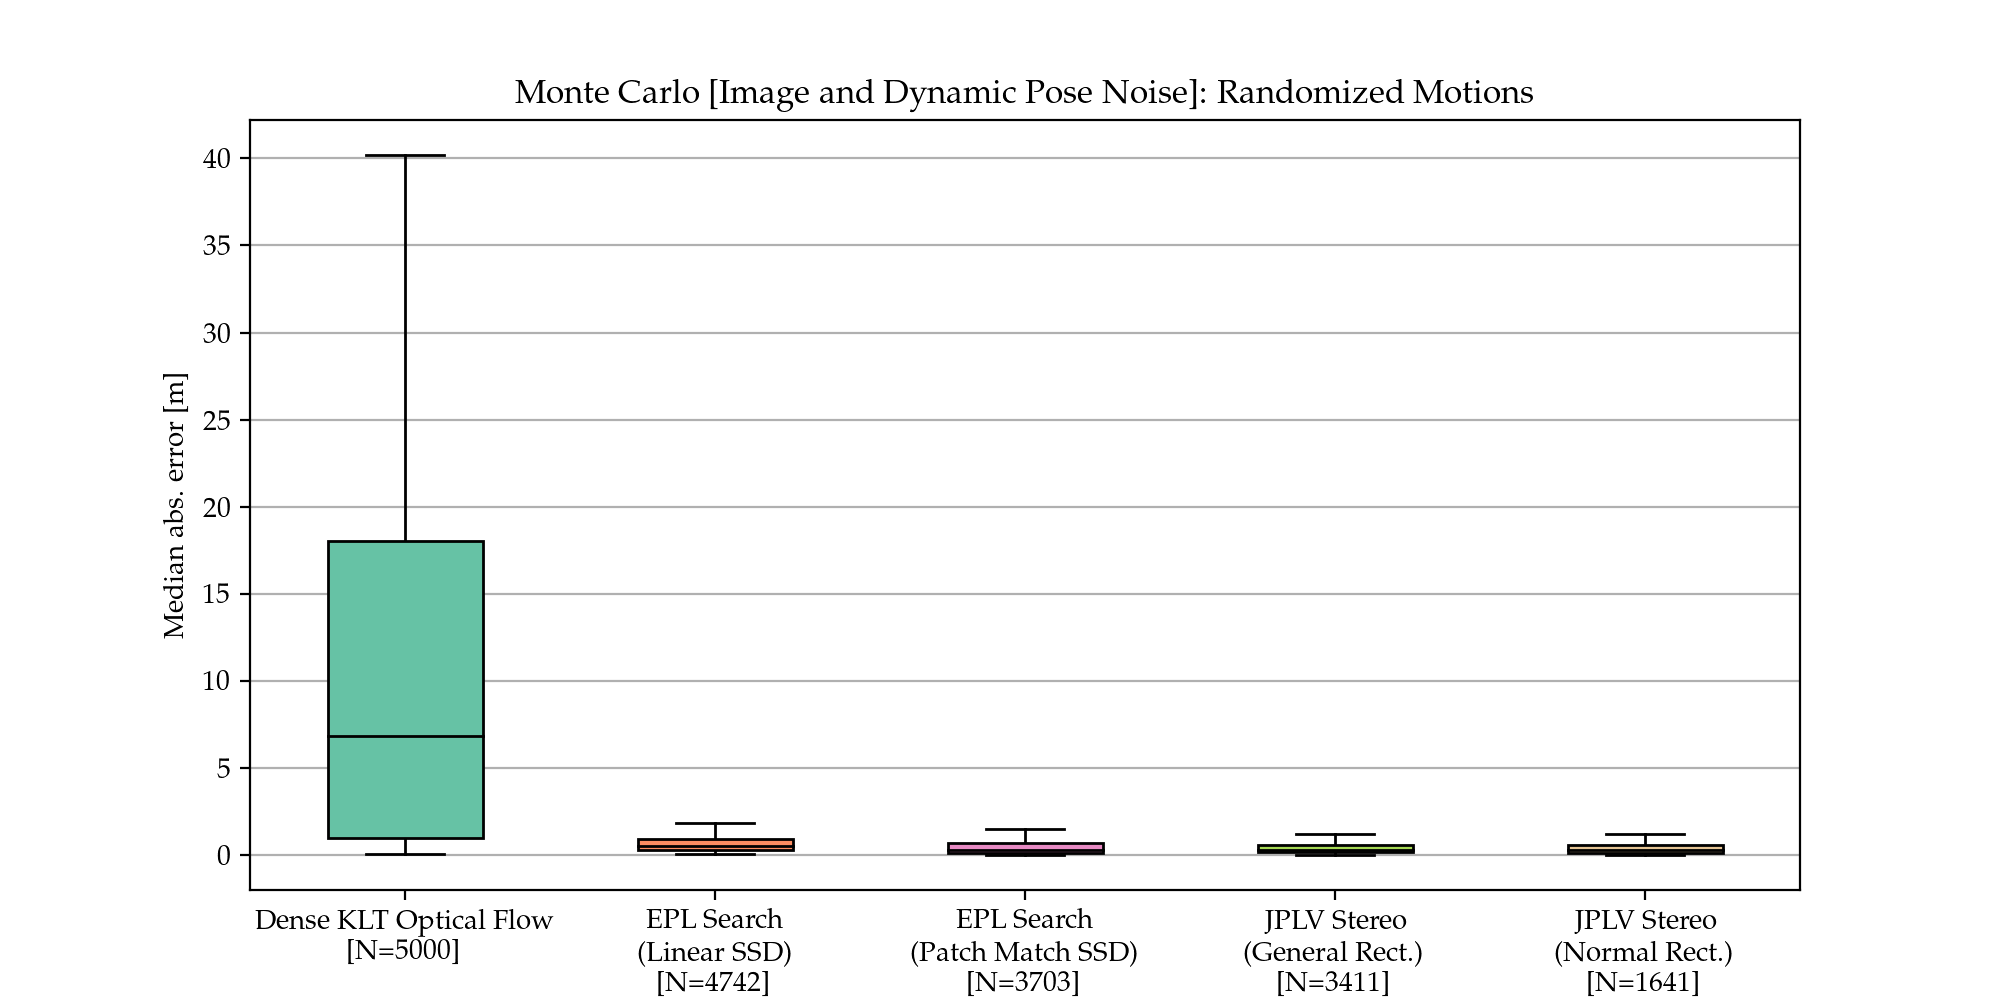 Monte Carlo [Image and Dynamic Pose Noise]: Randomized Motions
Median abs. error [m]
40
35
30
25
20
15
10
5
0
Dense KLT Optical Flow
[N=5000]
EPL Search
(Linear SSD)
[N=4742]
EPL Search
(Patch Match SSD)
[N=3703]
JPLV Stereo
(General Rect.)
[N=3411]
JPLV Stereo
(Normal Rect.)
[N=1641]